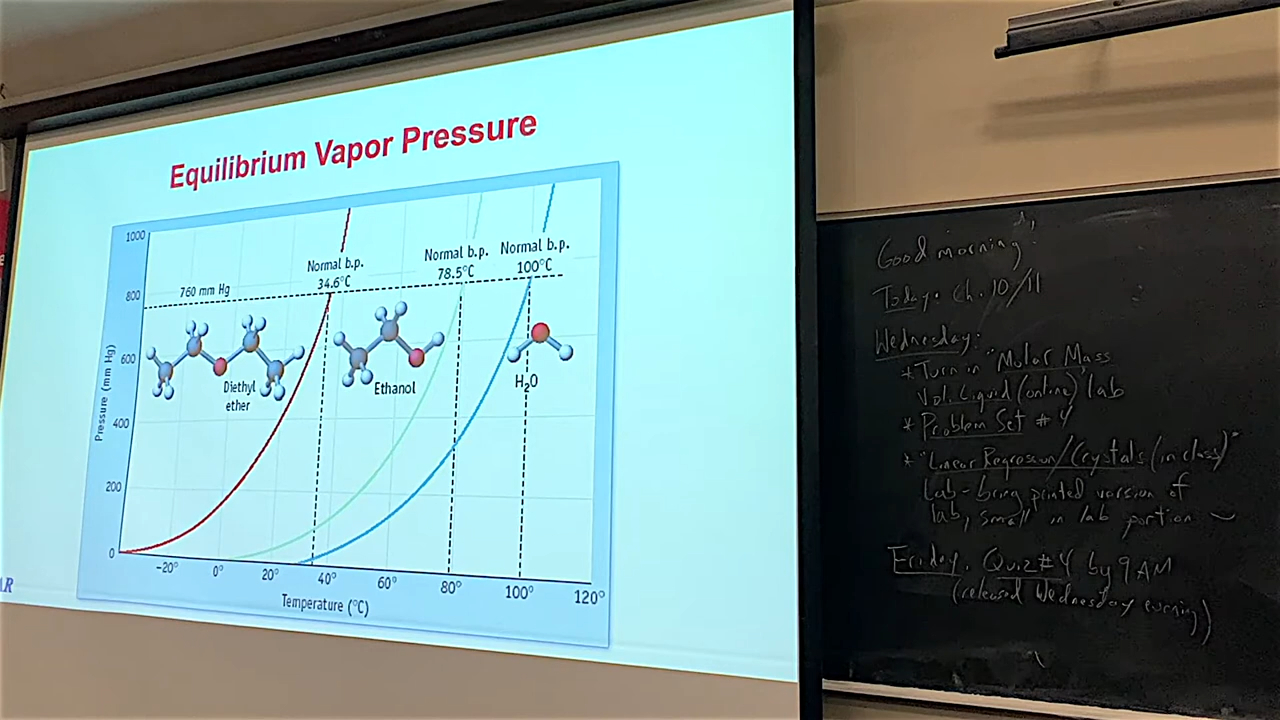 Equilibrium Vapor Pressure
1000
800
600
400
200
0
Pressure (mm Hg)
760 mm Hg
Normal b.p.
34.6°C
Normal b.p.
78.5°C
Normal b.p.
100°C
Diethyl
ether
Ethanol
H₂O
-20° 0° 20° 40° 60° 80° 100° 120°
Temperature (°C)
AR
Good morning!
Today: Ch. 10/11
Wednesday:
*Turn in "Molar Mass
Vol. Liquid (online) lab
* Problem Set #4
* "Linear Regression/Crystals (in class)"
Lab - bring printed version of
lab, small in lab portion
Friday. Quiz #4 by 9AM
(released Wednesday evening)